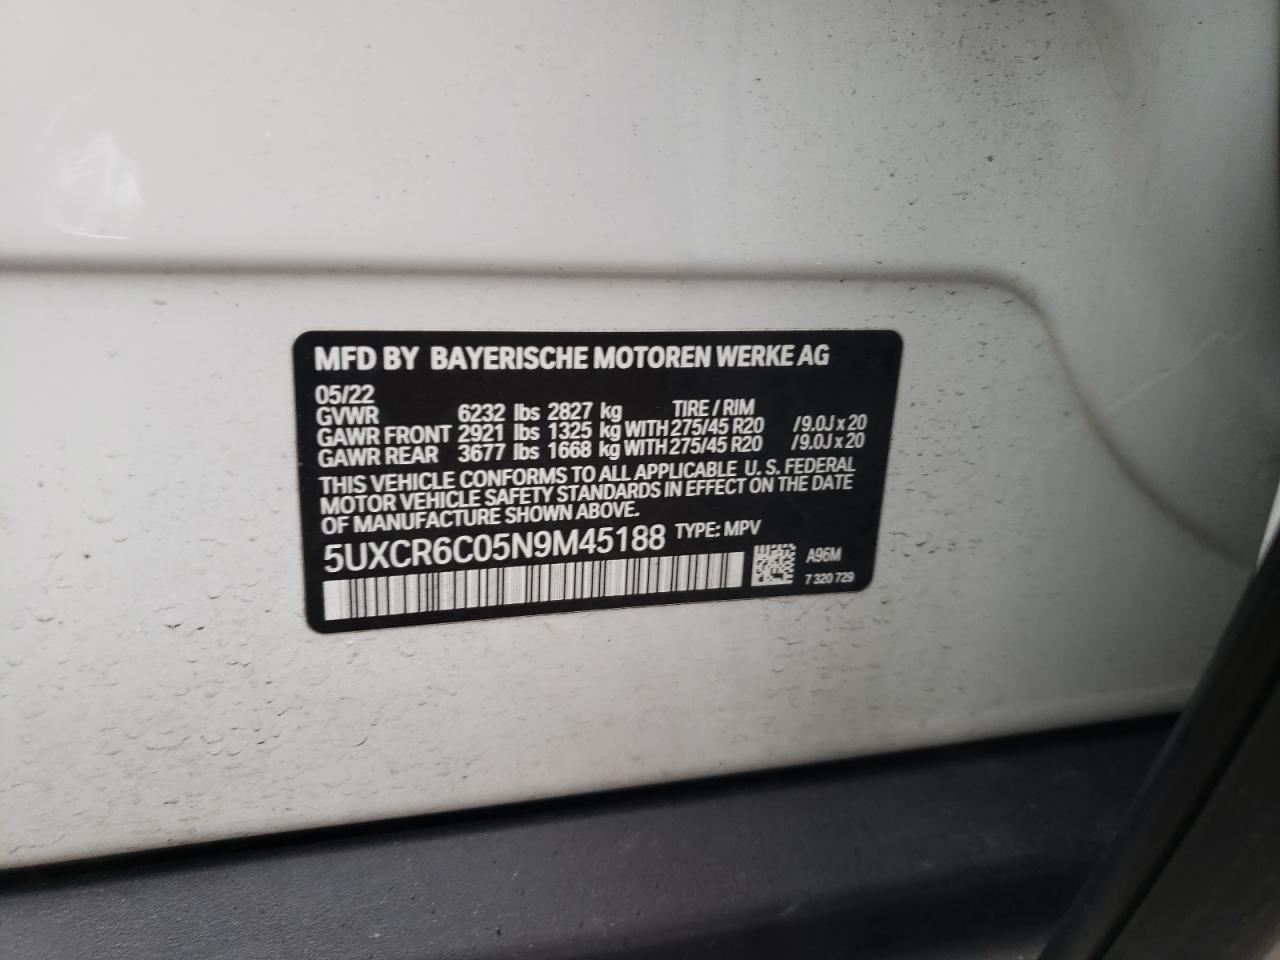 MFD BY BAYERISCHE MOTOREN WERKE AG
05/22
GVWR 6232 lbs 2827 kg TIRE / RIM
GAWR FRONT 2921 lbs 1325 kg WITH 275/45 R20 /9.0J x 20
GAWR REAR 3677 lbs 1668 kg WITH 275/45 R20 /9.0J x 20
THIS VEHICLE CONFORMS TO ALL APPLICABLE U. S. FEDERAL
MOTOR VEHICLE SAFETY STANDARDS IN EFFECT ON THE DATE
OF MANUFACTURE SHOWN ABOVE.
5UXCR6C05N9M45188 TYPE: MPV
A96M
7 320 729